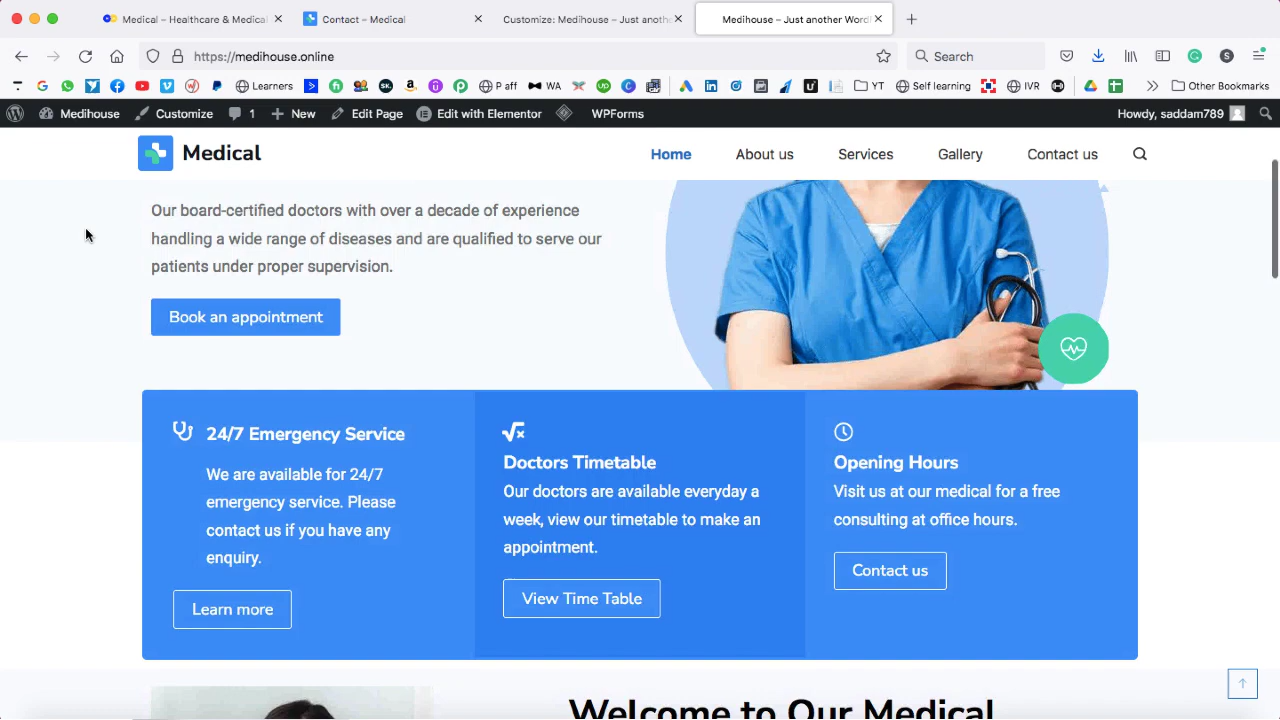 Medical – Healthcare & Medical
Contact – Medical
Customize: Medihouse – Just anoth
Medihouse – Just another Word
https://medihouse.online
Search
Learners
P aff
WA
YT
Self learning
IVR
Other Bookmarks
Medihouse
Customize
1
New
Edit Page
Edit with Elementor
WPForms
Howdy, saddam789
Medical
Home
About us
Services
Gallery
Contact us
Our board-certified doctors with over a decade of experience
handling a wide range of diseases and are qualified to serve our
patients under proper supervision.
Book an appointment
24/7 Emergency Service
We are available for 24/7
emergency service. Please
contact us if you have any
enquiry.
Learn more
Doctors Timetable
Our doctors are available everyday a
week, view our timetable to make an
appointment.
View Time Table
Opening Hours
Visit us at our medical for a free
consulting at office hours.
Contact us
Welcome to Our Medical